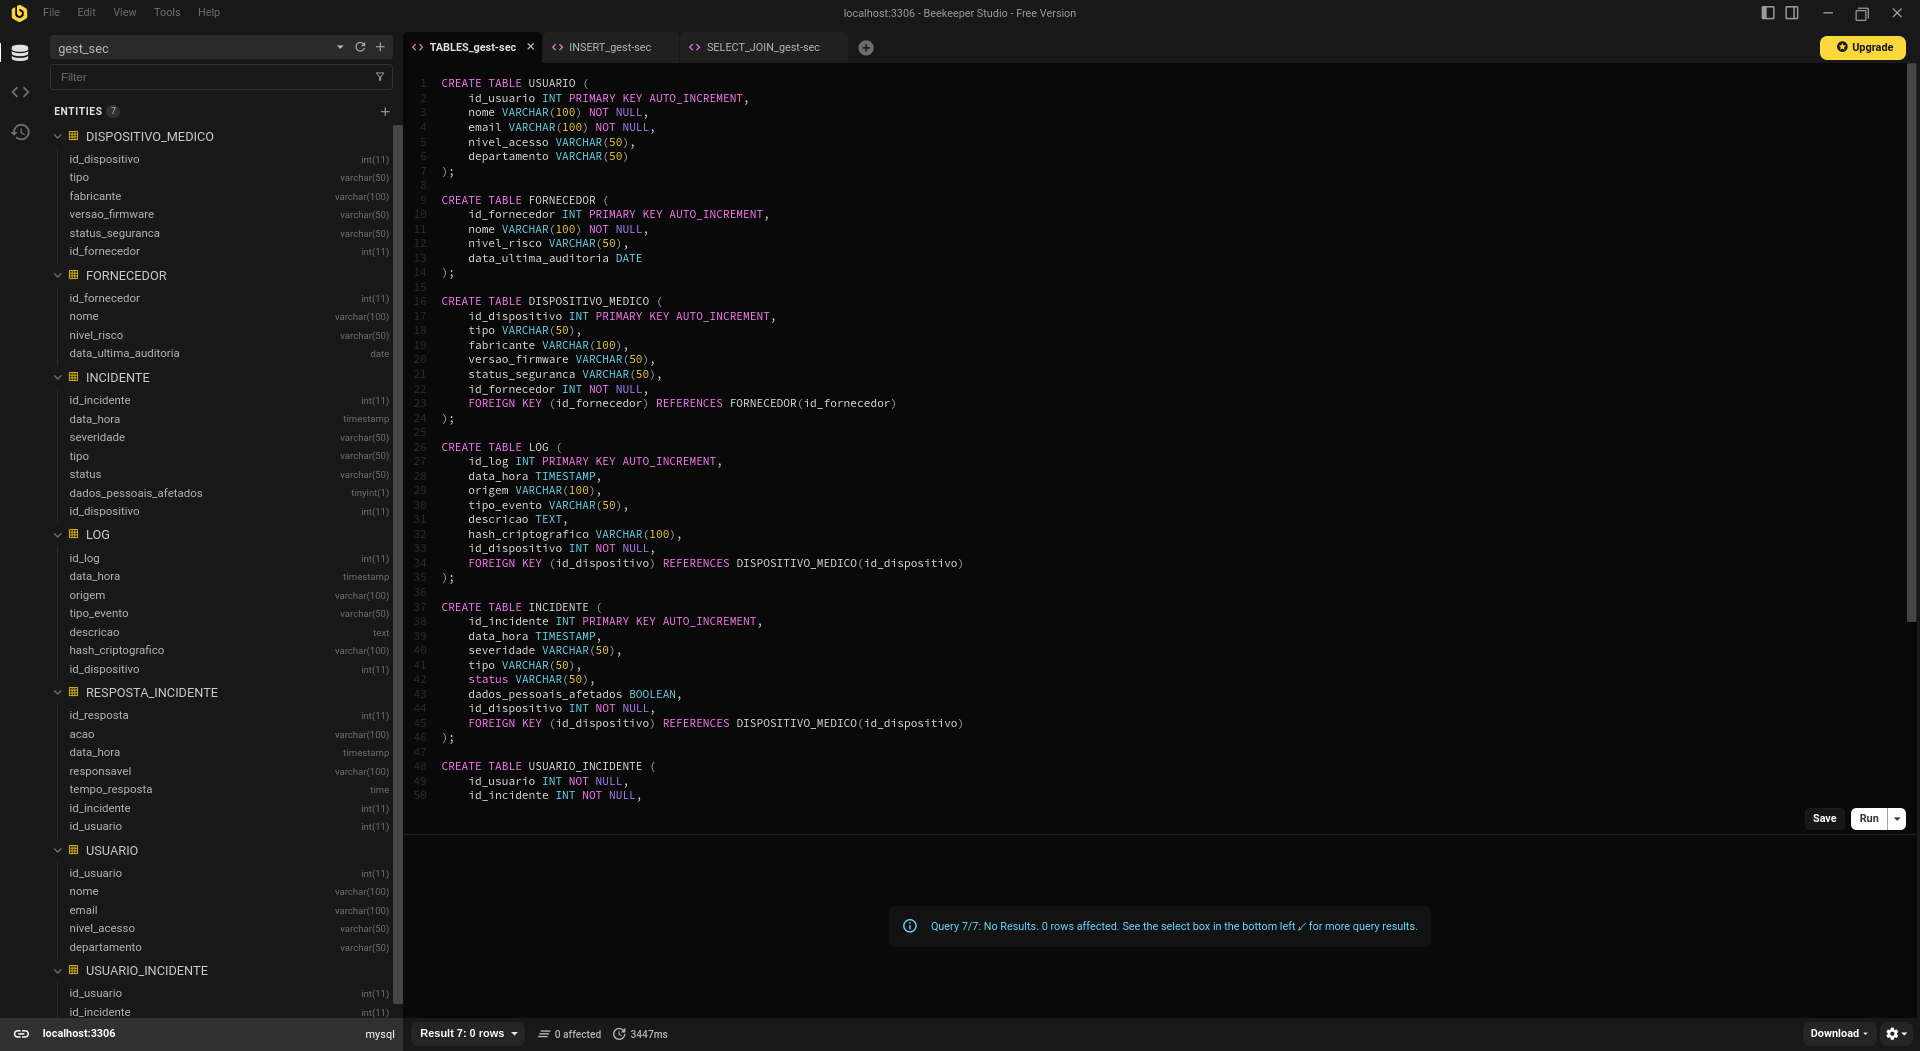 File Edit View Tools Help
localhost:3306 - Beekeeper Studio - Free Version
gest_sec
Filter
ENTITIES 7
DISPOSITIVO_MEDICO
id_dispositivo int(11)
tipo varchar(50)
fabricante varchar(100)
versao_firmware varchar(50)
status_seguranca varchar(50)
id_fornecedor int(11)
FORNECEDOR
id_fornecedor int(11)
nome varchar(100)
nivel_risco varchar(50)
data_ultima_auditoria date
INCIDENTE
id_incidente int(11)
data_hora timestamp
severidade varchar(50)
tipo varchar(50)
status varchar(50)
dados_pessoais_afetados tinyint(1)
id_dispositivo int(11)
LOG
id_log int(11)
data_hora timestamp
origem varchar(100)
tipo_evento varchar(50)
descricao text
hash_criptografico varchar(100)
id_dispositivo int(11)
RESPOSTA_INCIDENTE
id_resposta int(11)
acao varchar(100)
data_hora timestamp
responsavel varchar(100)
tempo_resposta time
id_incidente int(11)
id_usuario int(11)
USUARIO
id_usuario int(11)
nome varchar(100)
email varchar(100)
nivel_acesso varchar(50)
departamento varchar(50)
USUARIO_INCIDENTE
id_usuario int(11)
id_incidente int(11)
localhost:3306 mysql
TABLES_gest-sec INSERT_gest-sec SELECT_JOIN_gest-sec
Upgrade
1 CREATE TABLE USUARIO (
2 id_usuario INT PRIMARY KEY AUTO_INCREMENT,
3 nome VARCHAR(100) NOT NULL,
4 email VARCHAR(100) NOT NULL,
5 nivel_acesso VARCHAR(50),
6 departamento VARCHAR(50)
7 );
8
9 CREATE TABLE FORNECEDOR (
10 id_fornecedor INT PRIMARY KEY AUTO_INCREMENT,
11 nome VARCHAR(100) NOT NULL,
12 nivel_risco VARCHAR(50),
13 data_ultima_auditoria DATE
14 );
15
16 CREATE TABLE DISPOSITIVO_MEDICO (
17 id_dispositivo INT PRIMARY KEY AUTO_INCREMENT,
18 tipo VARCHAR(50),
19 fabricante VARCHAR(100),
20 versao_firmware VARCHAR(50),
21 status_seguranca VARCHAR(50),
22 id_fornecedor INT NOT NULL,
23 FOREIGN KEY (id_fornecedor) REFERENCES FORNECEDOR(id_fornecedor)
24 );
25
26 CREATE TABLE LOG (
27 id_log INT PRIMARY KEY AUTO_INCREMENT,
28 data_hora TIMESTAMP,
29 origem VARCHAR(100),
30 tipo_evento VARCHAR(50),
31 descricao TEXT,
32 hash_criptografico VARCHAR(100),
33 id_dispositivo INT NOT NULL,
34 FOREIGN KEY (id_dispositivo) REFERENCES DISPOSITIVO_MEDICO(id_dispositivo)
35 );
36
37 CREATE TABLE INCIDENTE (
38 id_incidente INT PRIMARY KEY AUTO_INCREMENT,
39 data_hora TIMESTAMP,
40 severidade VARCHAR(50),
41 tipo VARCHAR(50),
42 status VARCHAR(50),
43 dados_pessoais_afetados BOOLEAN,
44 id_dispositivo INT NOT NULL,
45 FOREIGN KEY (id_dispositivo) REFERENCES DISPOSITIVO_MEDICO(id_dispositivo)
46 );
47
48 CREATE TABLE USUARIO_INCIDENTE (
49 id_usuario INT NOT NULL,
50 id_incidente INT NOT NULL,
Save Run
Query 7/7: No Results. 0 rows affected. See the select box in the bottom left ↙ for more query results.
Result 7: 0 rows 0 affected 3447ms
Download